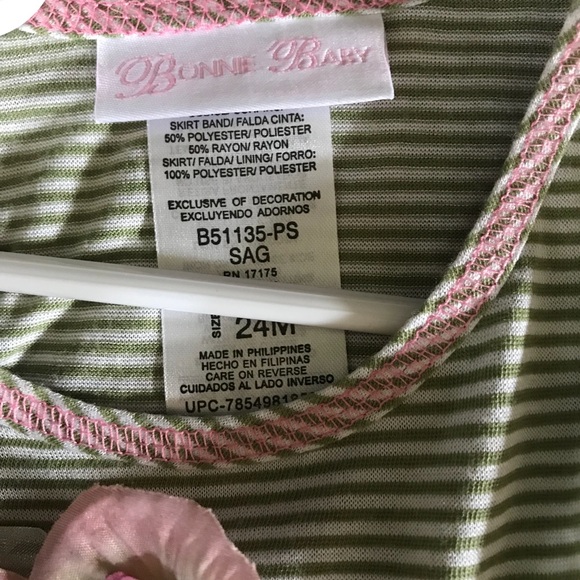 BONNIE BABY
SKIRT BAND/ FALDA CINTA:
50% POLYESTER/ POLIESTER
50% RAYON/ RAYON
SKIRT/ FALDA/ LINING/ FORRO:
100% POLYESTER/ POLIESTER
EXCLUSIVE OF DECORATION
EXCLUYENDO ADORNOS
B51135-PS
SAG
RN 17175
SIZE
24M
MADE IN PHILIPPINES
HECHO EN FILIPINAS
CARE ON REVERSE
CUIDADOS AL LADO INVERSO